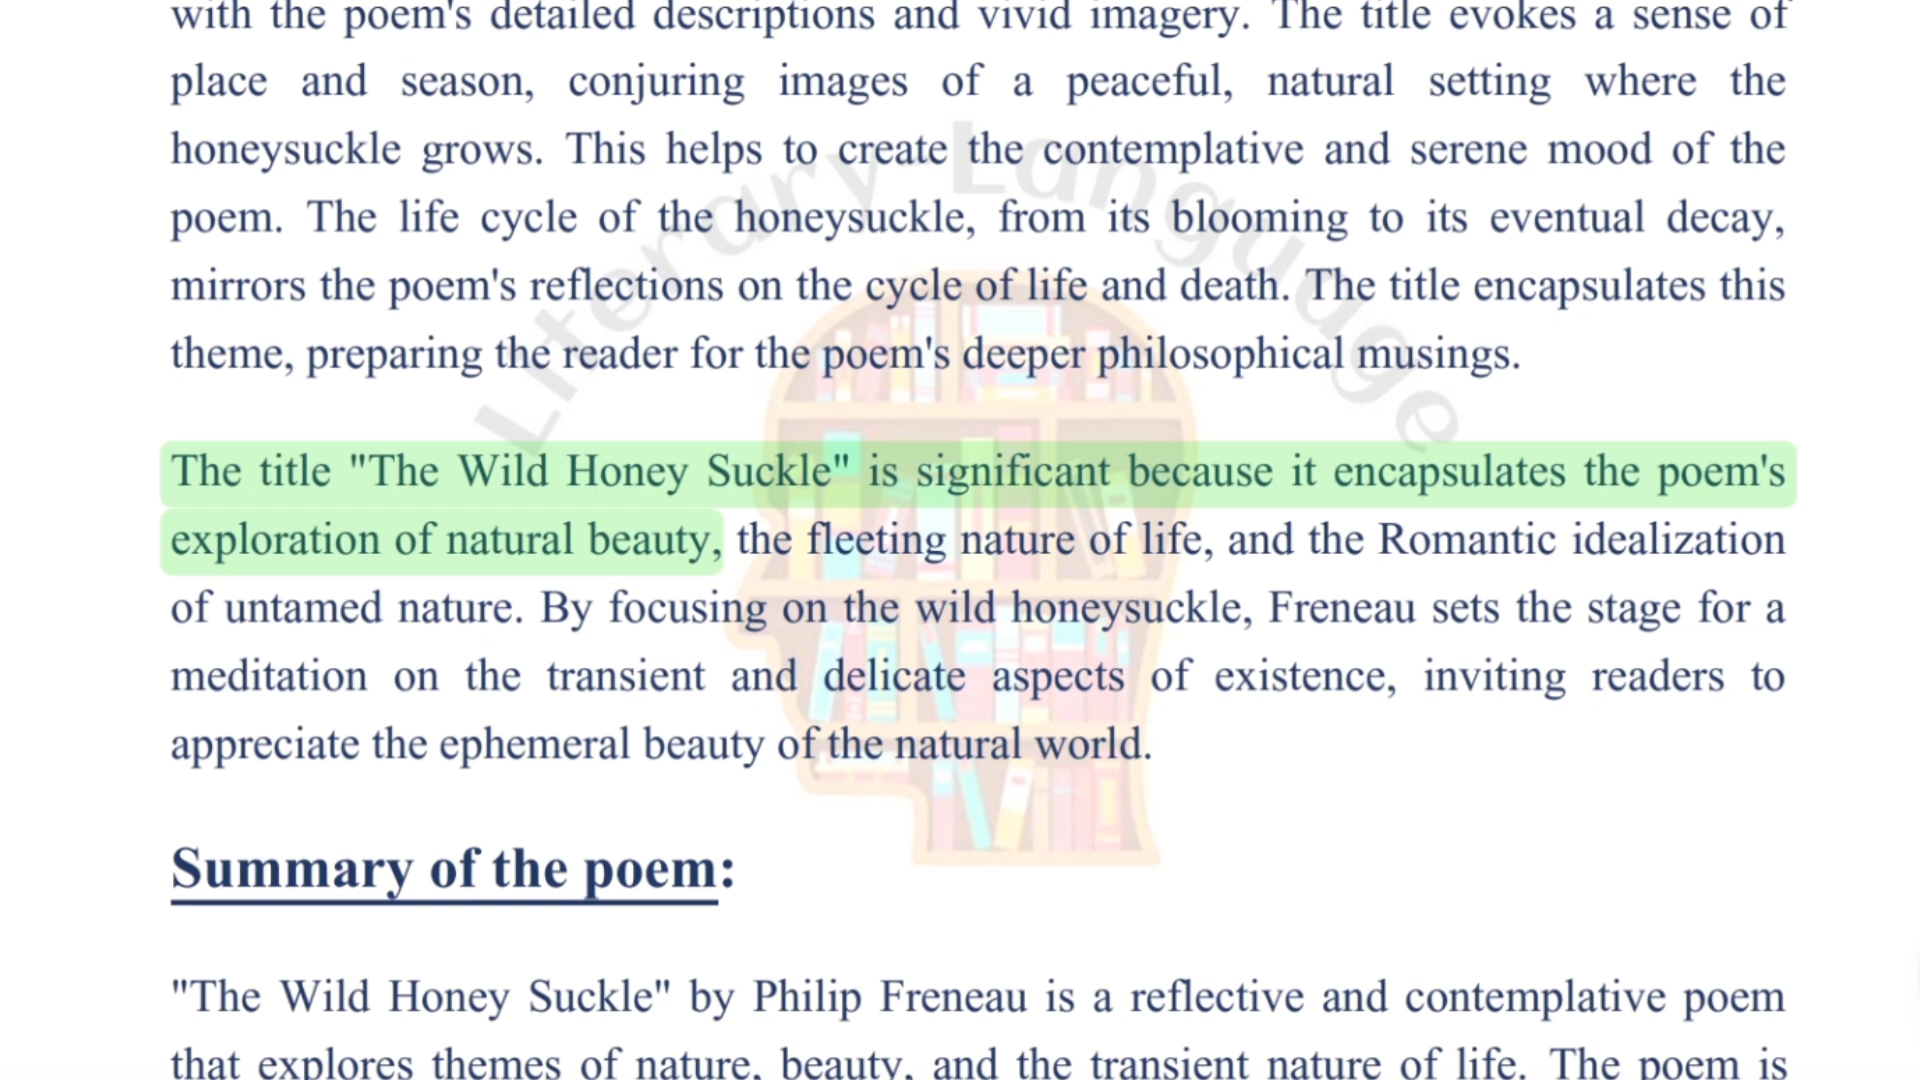 with the poem's detailed descriptions and vivid imagery. The title evokes a sense of
place and season, conjuring images of a peaceful, natural setting where the
honeysuckle grows. This helps to create the contemplative and serene mood of the
poem. The life cycle of the honeysuckle, from its blooming to its eventual decay,
mirrors the poem's reflections on the cycle of life and death. The title encapsulates this
theme, preparing the reader for the poem's deeper philosophical musings.
Literary Language
The title "The Wild Honey Suckle" is significant because it encapsulates the poem's
exploration of natural beauty, the fleeting nature of life, and the Romantic idealization
of untamed nature. By focusing on the wild honeysuckle, Freneau sets the stage for a
meditation on the transient and delicate aspects of existence, inviting readers to
appreciate the ephemeral beauty of the natural world.
Summary of the poem:
"The Wild Honey Suckle" by Philip Freneau is a reflective and contemplative poem
that explores themes of nature, beauty, and the transient nature of life. The poem is